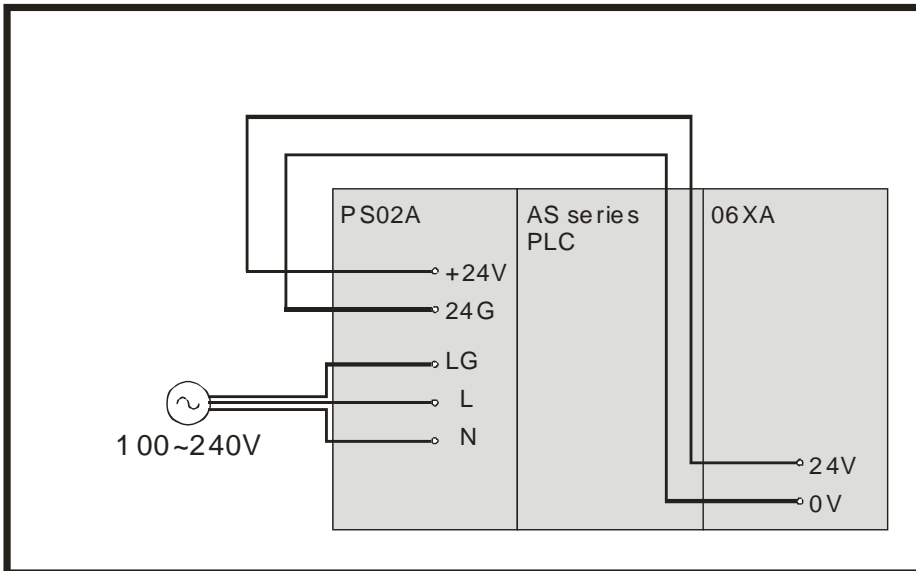 PS02A
AS series
PLC
06XA
+24V
24G
LG
L
N
100~240V
24V
0V